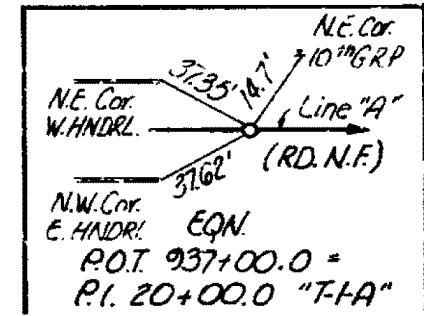 N.E. Cor.
10TH GRP
37.35'
14.7'
N.E. Cor.
W. HNDRL.
Line "A"
(RD. N.F.)
37.62'
N.W. Cor.
E. HNDRL.
EQN.
P.O.T. 937+00.0 =
P.I. 20+00.0 "T-1-A"